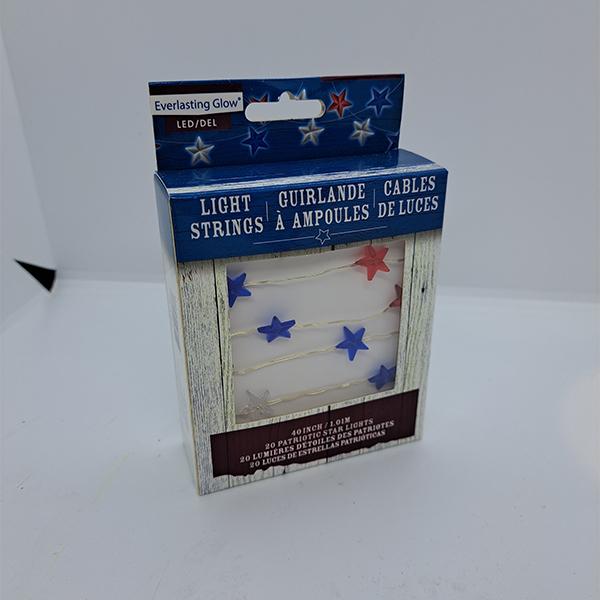 Everlasting Glow®
LED/DEL
LIGHT STRINGS
GUIRLANDE À AMPOULES
CABLES DE LUCES
40 INCH / 1.01M
20 PATRIOTIC STAR LIGHTS
20 LUMIÈRES D'ÉTOILES DES PATRIOTES
20 LUCES DE ESTRELLAS PATRIÓTICAS